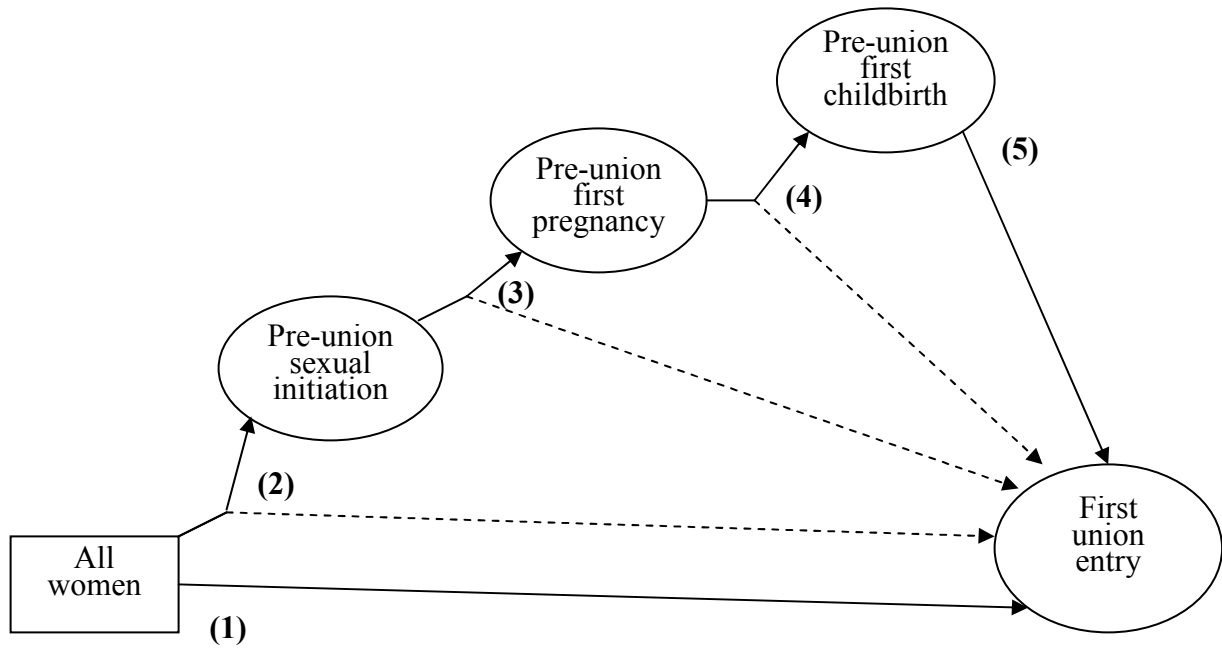 Pre-union
first
childbirth
(5)
Pre-union
first
pregnancy
(4)
(3)
Pre-union
sexual
initiation
(2)
First
union
entry
All
women
(1)